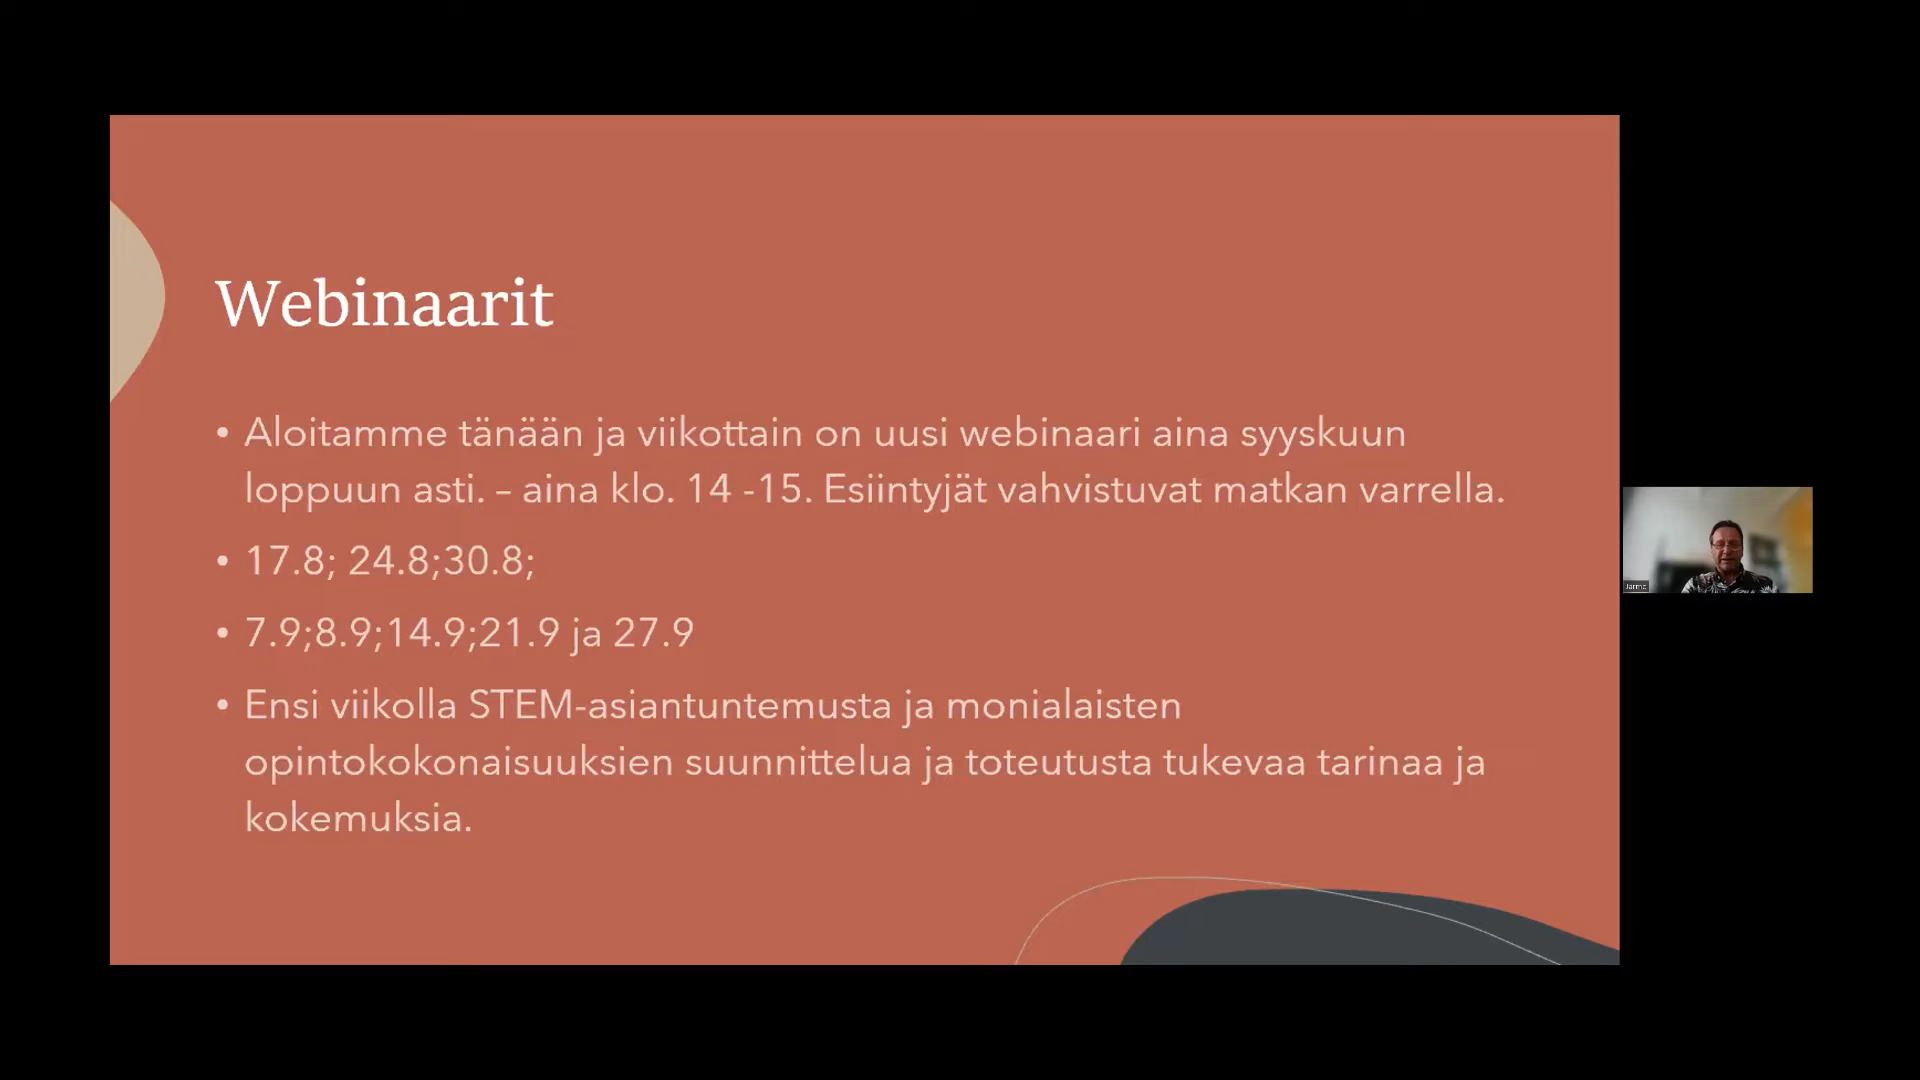 Webinaarit
• Aloitamme tänään ja viikottain on uusi webinaari aina syyskuun
loppuun asti. – aina klo. 14 -15. Esiintyjät vahvistuvat matkan varrella.
• 17.8; 24.8;30.8;
• 7.9;8.9;14.9;21.9 ja 27.9
• Ensi viikolla STEM-asiantuntemusta ja monialaisten
opintokokonaisuuksien suunnittelua ja toteutusta tukevaa tarinaa ja
kokemuksia.
Jarmo